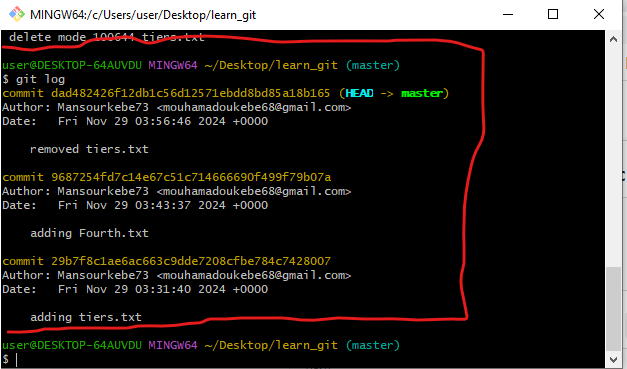 MINGW64:/c/Users/user/Desktop/learn_git
delete mode 100644 tiers.txt
user@DESKTOP-64AUVDU MINGW64 ~/Desktop/learn_git (master)
$ git log
commit dad482426f12db1c56d12571ebdd8bd85a18b165 (HEAD -> master)
Author: Mansourkebe73 <mouhamadoukebe68@gmail.com>
Date: Fri Nov 29 03:56:46 2024 +0000
removed tiers.txt
commit 9687254fd7c14e67c51c714666690f499f79b07a
Author: Mansourkebe73 <mouhamadoukebe68@gmail.com>
Date: Fri Nov 29 03:43:37 2024 +0000
adding Fourth.txt
commit 29b7f8c1ae6ac663c9dde7208cfbe784c7428007
Author: Mansourkebe73 <mouhamadoukebe68@gmail.com>
Date: Fri Nov 29 03:31:40 2024 +0000
adding tiers.txt
user@DESKTOP-64AUVDU MINGW64 ~/Desktop/learn_git (master)
$